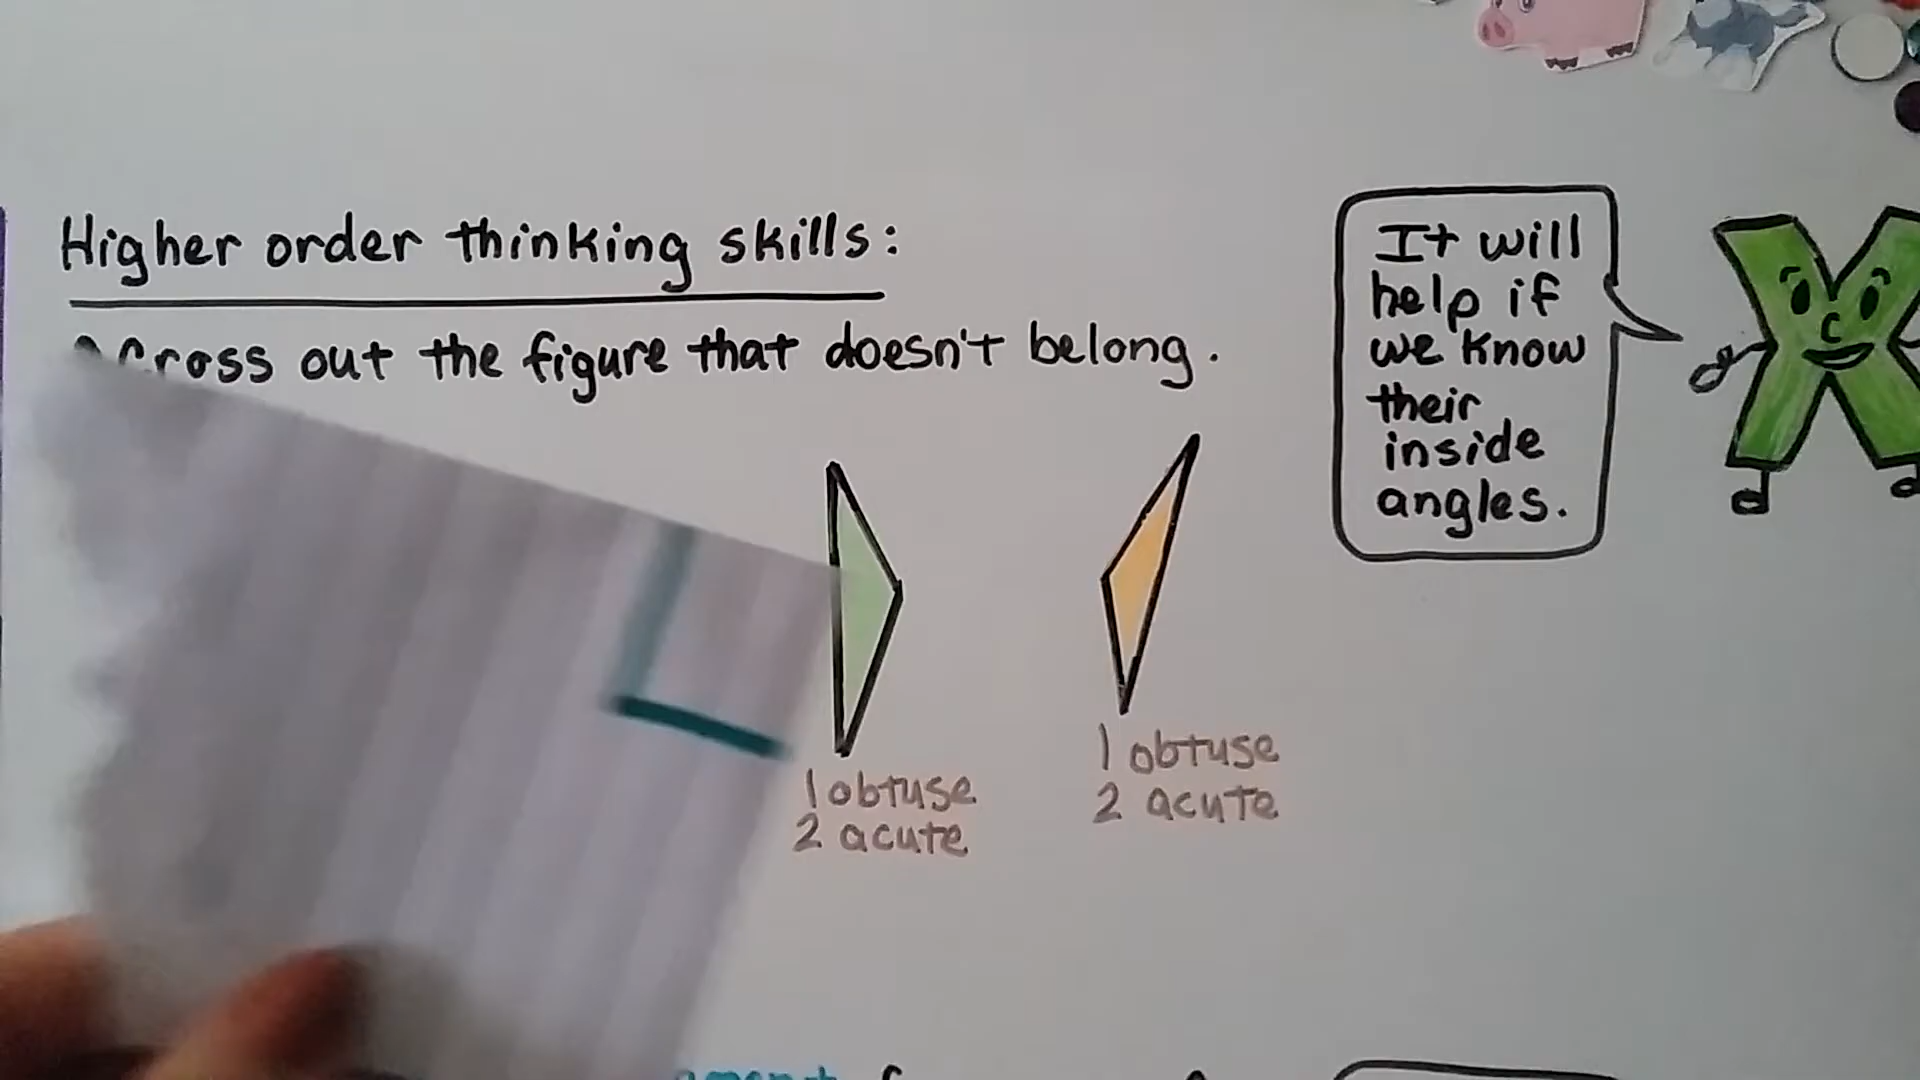 Higher order thinking skills:
Cross out the figure that doesn't belong.
It will
help if
we know
their
inside
angles.
1 obtuse
2 acute
1 obtuse
2 acute